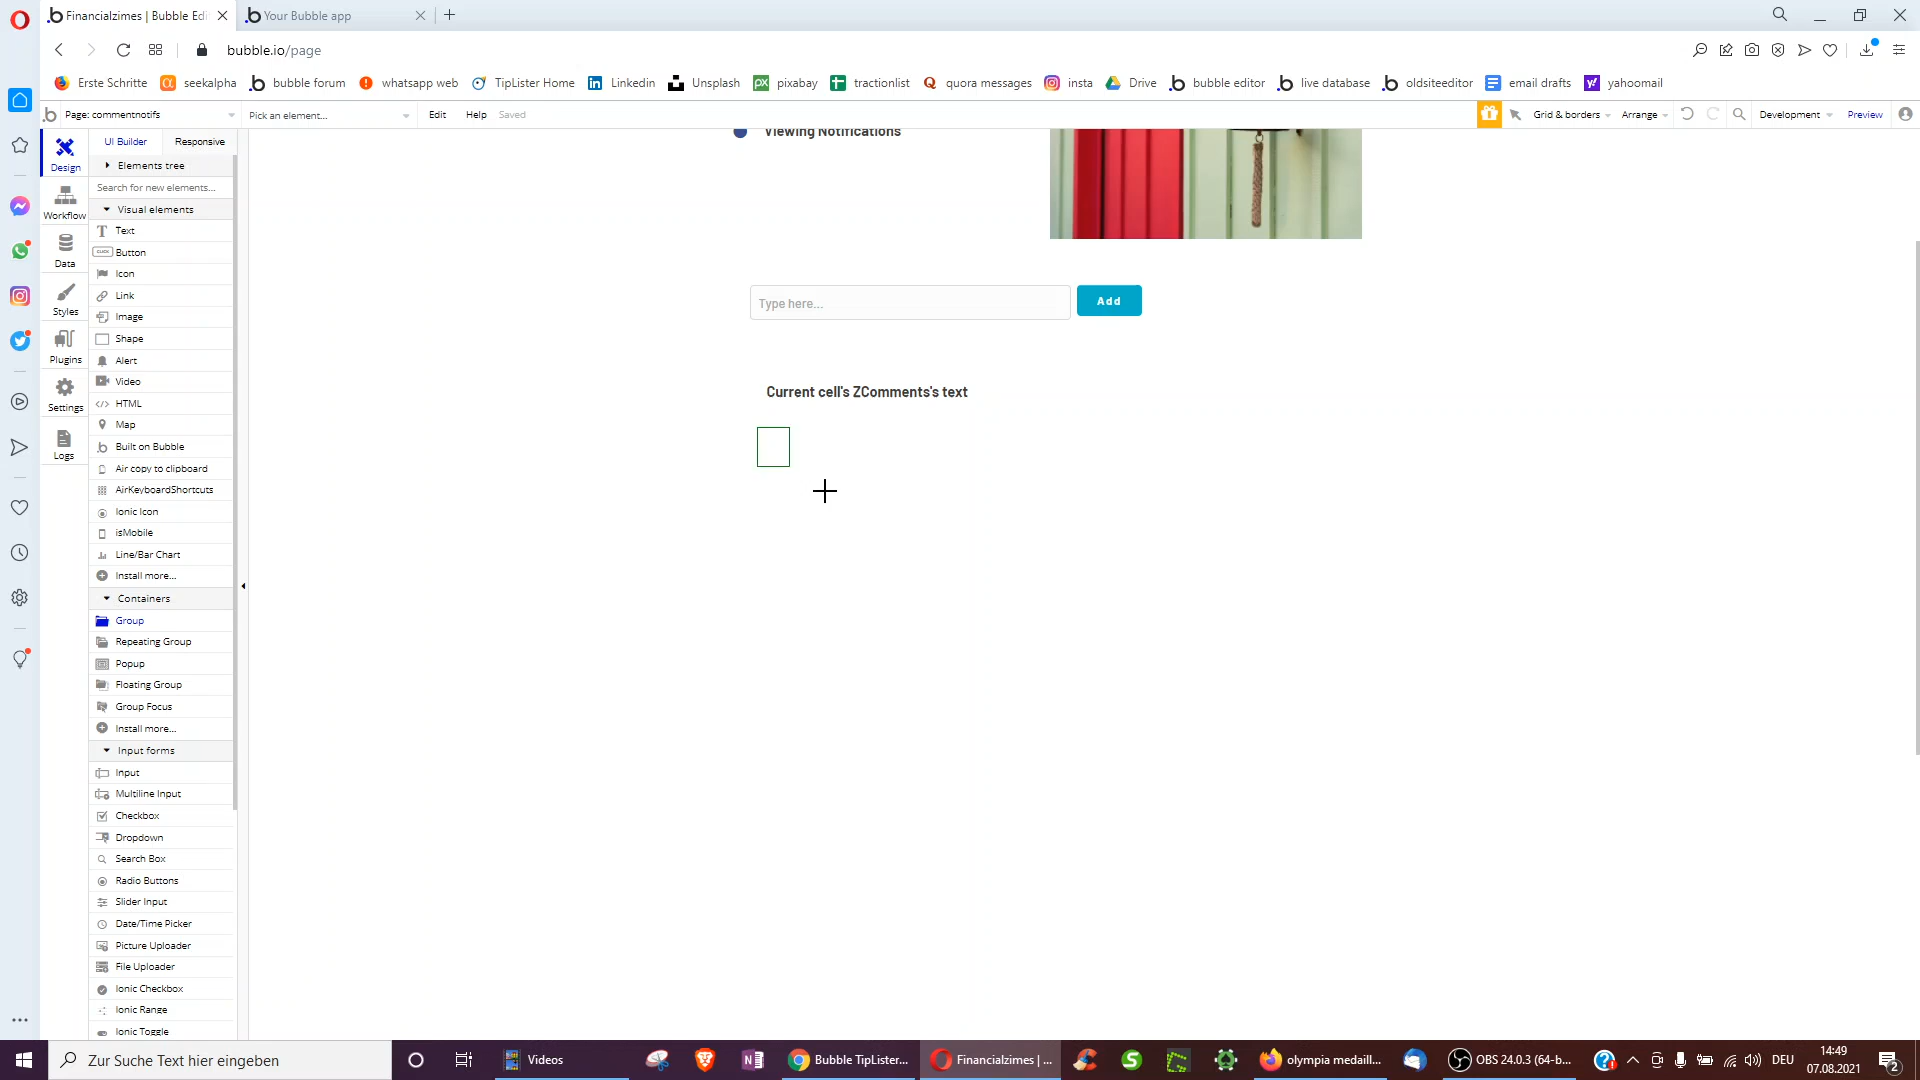 Financialzimes | Bubble Edi
Your Bubble app
bubble.io/page
Erste Schritte
seekalpha
bubble forum
whatsapp web
TipLister Home
Linkedin
Unsplash
pixabay
tractionlist
quora messages
insta
Drive
bubble editor
live database
oldsiteeditor
email drafts
yahoomail
Page: commentnotifs
Pick an element...
Edit
Help
Saved
Grid & borders
Arrange
Development
Preview
Design
Workflow
Data
Styles
Plugins
Settings
Logs
UI Builder
Responsive
Elements tree
Search for new elements...
Visual elements
Text
CLICK
Button
Icon
Link
Image
Shape
Alert
Video
HTML
Map
Built on Bubble
Air copy to clipboard
AirKeyboardShortcuts
Ionic Icon
isMobile
Line/Bar Chart
Install more...
Containers
Group
Repeating Group
Popup
Floating Group
Group Focus
Install more...
Input forms
Input
Multiline Input
Checkbox
Dropdown
Search Box
Radio Buttons
Slider Input
Date/Time Picker
Picture Uploader
File Uploader
Ionic Checkbox
Ionic Range
Ionic Toggle
Viewing Notifications
Type here...
Add
Current cell's ZComments's text
Zur Suche Text hier eingeben
Videos
Bubble TipLister...
Financialzimes | ...
olympia medaill...
OBS 24.0.3 (64-b...
DEU
14:49
07.08.2021
2